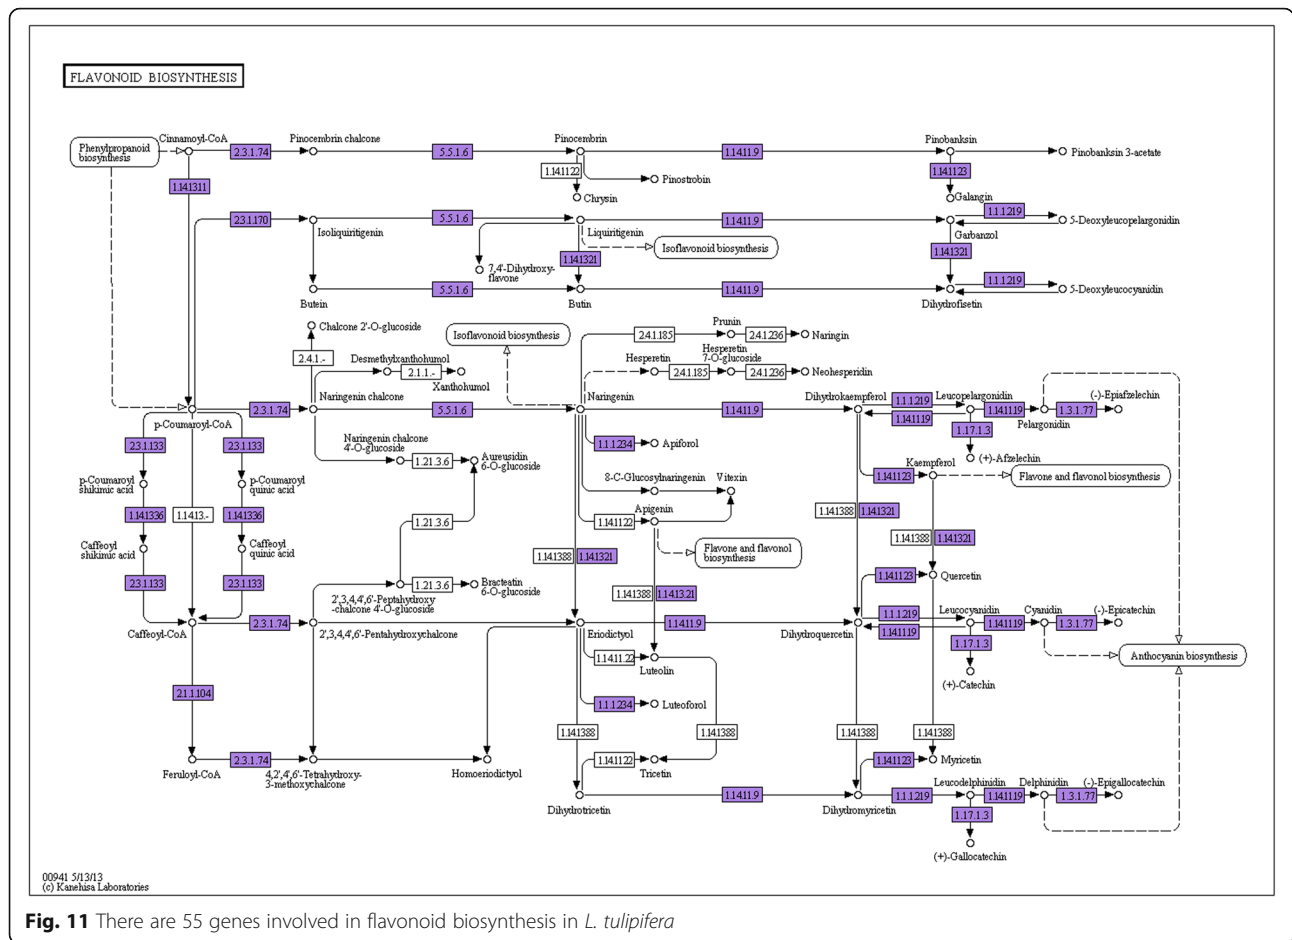 FLAVONOID BIOSYNTHESIS
Phenylpropanoid
biosynthesis
Cinnamoyl-CoA
2.3.1.74
Pinocembrin chalcone
5.5.1.6
Pinocembrin
1.14.11.9
Pinobanksin
Pinobanksin 3-acetate
1.14.13.11
1.14.11.22
Chrysin
Pinostrobin
1.14.11.23
Galangin
2.3.1.170
Isoliquiritigenin
5.5.1.6
Liquiritigenin
Isoflavonoid biosynthesis
1.14.11.9
Garbanzol
1.1.1.219
5-Deoxyleucopelargonidin
7,4'-Dihydroxy-
flavone
1.14.13.21
1.14.13.21
Butein
5.5.1.6
Butin
1.14.11.9
Dihydrofisetin
1.1.1.219
5-Deoxyleucocyanidin
Chalcone 2'-O-glucoside
2.4.1.-
Desmethylxanthohumol
2.1.1.-
Xanthohumol
Isoflavonoid biosynthesis
2.4.1.185
Prunin
2.4.1.236
Naringin
Hesperetin
2.4.1.185
Hesperetin
7-O-glucoside
2.4.1.236
Neohesperidin
p-Coumaroyl-CoA
2.3.1.74
Naringenin chalcone
5.5.1.6
Naringenin
1.14.11.9
Dihydrokaempferol
1.1.1.219
1.14.11.19
Leucopelargonidin
1.14.11.19
Pelargonidin
1.3.1.77
(-)-Epiafzelechin
1.17.1.3
(+)-Afzelechin
2.3.1.133
2.3.1.133
Naringenin chalcone
4'-O-glucoside
1.21.3.6
Aureusidin
6-O-glucoside
1.1.1.234
Apiforol
1.14.11.23
Kaempferol
Flavone and flavonol biosynthesis
p-Coumaroyl
shikimic acid
p-Coumaroyl
quinic acid
8-C-Glucosylnaringenin
Vitexin
1.14.13.36
1.14.13.-
1.14.13.36
1.21.3.6
1.14.11.22
Apigenin
1.14.13.88
1.14.13.21
Caffeoyl
shikimic acid
Caffeoyl
quinic acid
1.14.13.88
1.14.13.21
Flavone and flavonol
biosynthesis
1.14.13.88
1.14.13.21
2.3.1.133
2.3.1.133
2',3,4,4',6'-Peptahydroxy
-chalcone 4'-O-glucoside
1.21.3.6
Bracteatin
6-O-glucoside
1.14.13.88
1.14.13.21
1.14.11.23
Quercetin
Caffeoyl-CoA
2.3.1.74
2',3,4,4',6'-Pentahydroxychalcone
Eriodictyol
1.14.11.9
Dihydroquercetin
1.1.1.219
1.14.11.19
Leucocyanidin
1.14.11.19
Cyanidin
1.3.1.77
(-)-Epicatechin
1.17.1.3
(+)-Catechin
Anthocyanin biosynthesis
1.14.11.22
Luteolin
2.1.1.104
1.1.1.234
Luteoforol
1.14.13.88
1.14.13.88
1.14.13.88
1.14.13.88
Feruloyl-CoA
2.3.1.74
4,2',4',6'-Tetrahydroxy-
3-methoxychalcone
Homoeriodictyol
1.14.11.22
Tricetin
1.14.11.23
Myricetin
Dihydrotricetin
1.14.11.9
Dihydromyricetin
1.1.1.219
Leucodelphinidin
1.14.11.19
Delphinidin
1.3.1.77
(-)-Epigallocatechin
1.17.1.3
(+)-Gallocatechin
00941 5/13/13
(c) Kanehisa Laboratories
Fig. 11 There are 55 genes involved in flavonoid biosynthesis in L. tulipifera